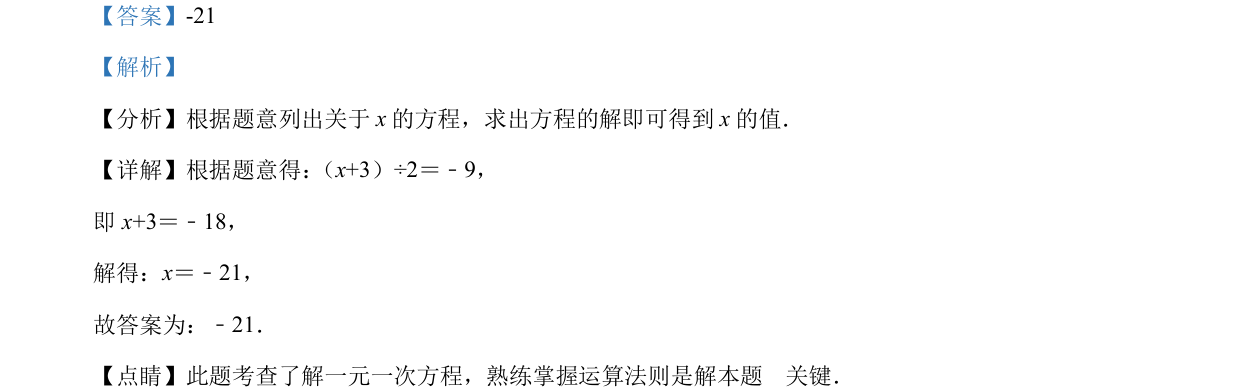 【答案】-21
【解析】
【分析】根据题意列出关于 x 的方程，求出方程的解即可得到 x 的值．
【详解】根据题意得：（x+3）÷2＝﹣9，
即 x+3＝﹣18，
解得：x＝﹣21，
故答案为：﹣21．
【点睛】此题考查了解一元一次方程，熟练掌握运算法则是解本题 关键．